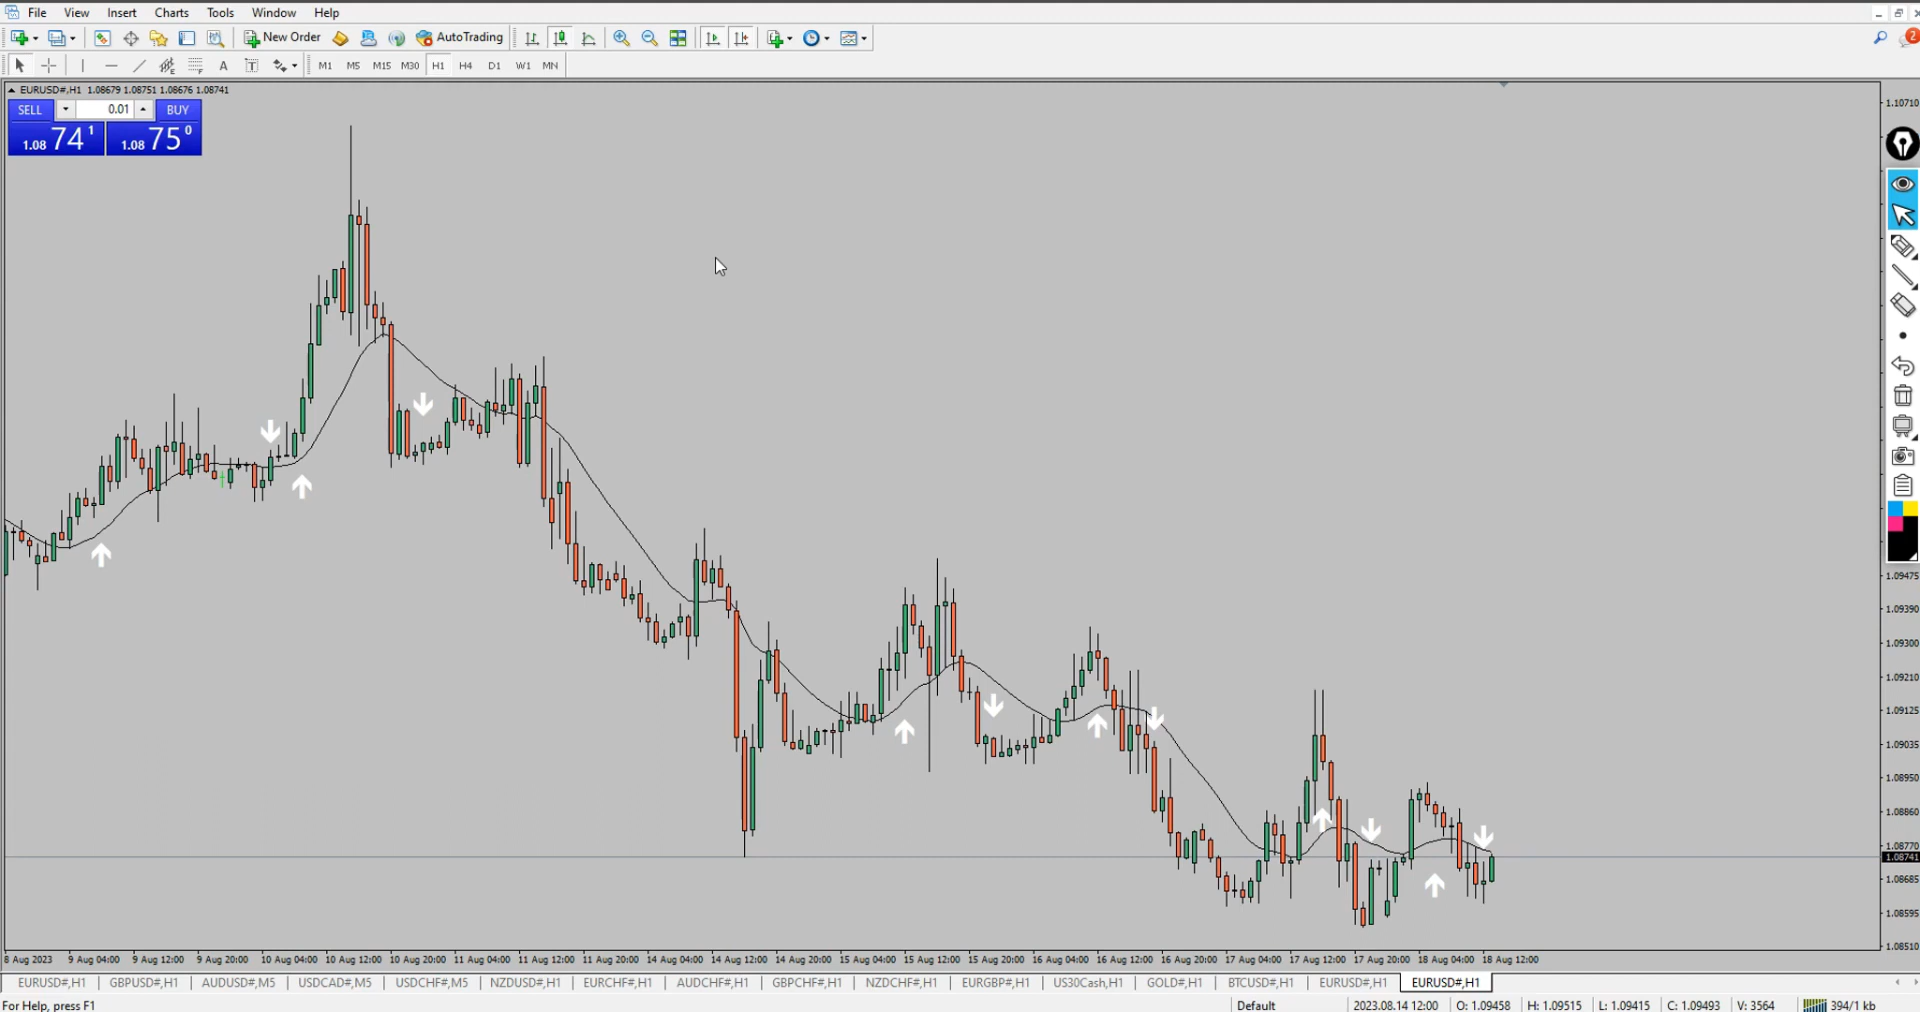 File View Insert Charts Tools Window Help
New Order AutoTrading 2
A T M1 M5 M15 M30 H1 H4 D1 W1 MN
EURUSD#,H1 1.08679 1.08751 1.08676 1.08741
SELL 0.01 BUY
1.08 74 1 1.08 75 0
1.10710
1.09475
1.09390
1.09300
1.09210
1.09125
1.09035
1.08950
1.08860
1.08770
1.08741
1.08685
1.08595
1.08510
8 Aug 2023 9 Aug 04:00 9 Aug 12:00 9 Aug 20:00 10 Aug 04:00 10 Aug 12:00 10 Aug 20:00 11 Aug 04:00 11 Aug 12:00 11 Aug 20:00 14 Aug 04:00 14 Aug 12:00 14 Aug 20:00 15 Aug 04:00 15 Aug 12:00 15 Aug 20:00 16 Aug 04:00 16 Aug 12:00 16 Aug 20:00 17 Aug 04:00 17 Aug 12:00 17 Aug 20:00 18 Aug 04:00 18 Aug 12:00
EURUSD#,H1 GBPUSD#,H1 AUDUSD#,M5 USDCAD#,M5 USDCHF#,M5 NZDUSD#,H1 EURCHF#,H1 AUDCHF#,H1 GBPCHF#,H1 NZDCHF#,H1 EURGBP#,H1 US30Cash,H1 GOLD#,H1 BTCUSD#,H1 EURUSD#,H1 EURUSD#,H1
For Help, press F1 Default 2023.08.14 12:00 O: 1.09458 H: 1.09515 L: 1.09415 C: 1.09493 V: 3564 394/1 kb